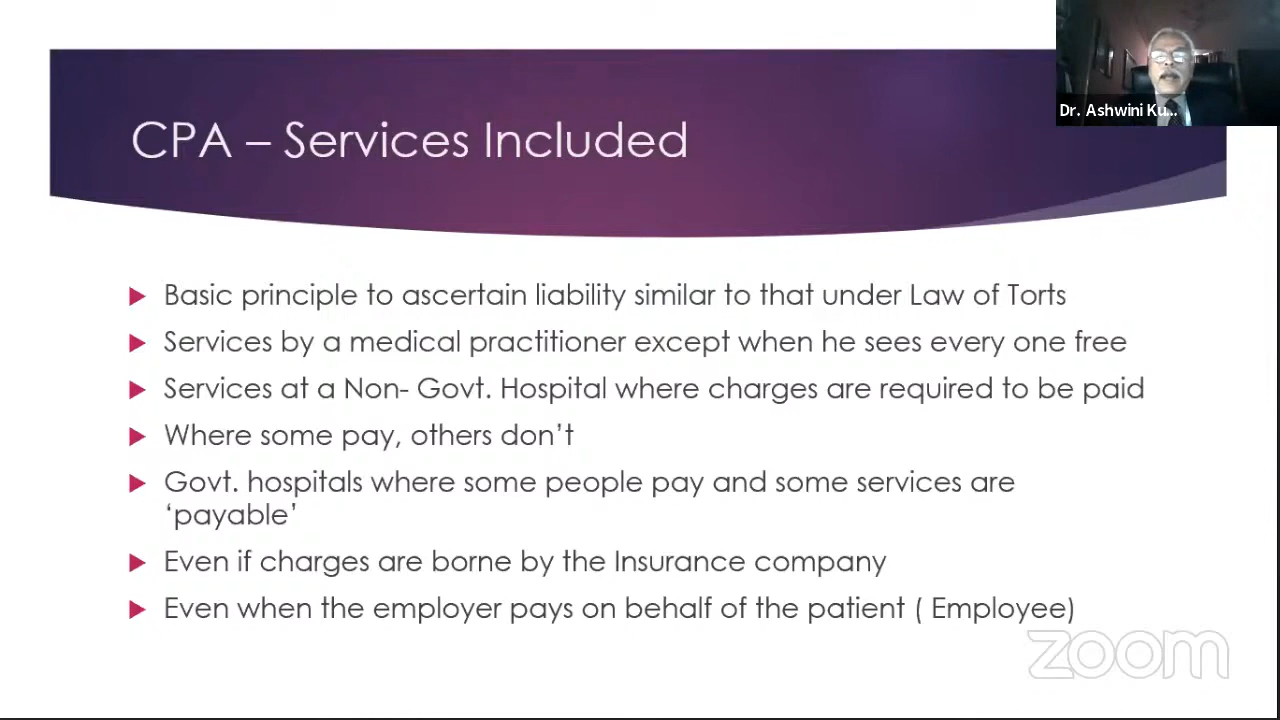 Dr. Ashwini Ku...
CPA – Services Included
Basic principle to ascertain liability similar to that under Law of Torts
Services by a medical practitioner except when he sees every one free
Services at a Non- Govt. Hospital where charges are required to be paid
Where some pay, others don’t
Govt. hospitals where some people pay and some services are
‘payable’
Even if charges are borne by the Insurance company
Even when the employer pays on behalf of the patient ( Employee)
zoom